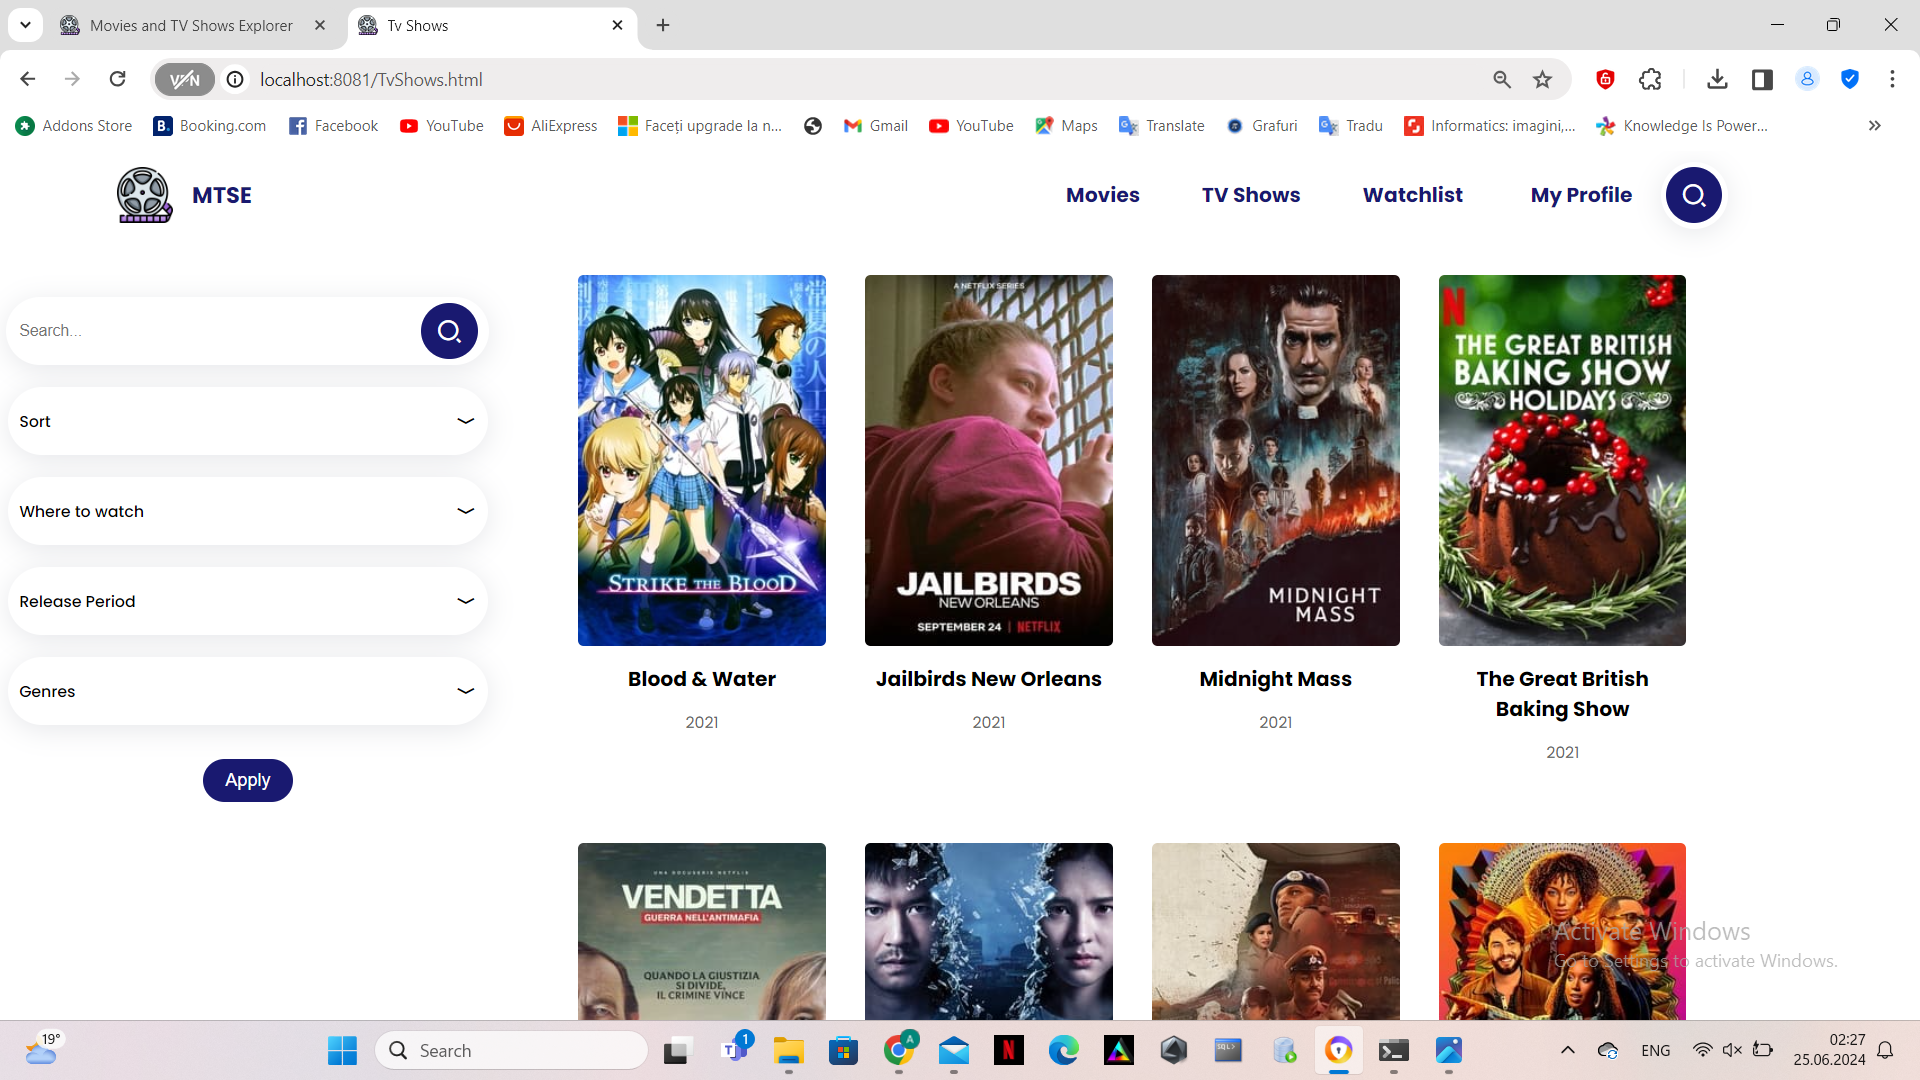 Movies and TV Shows Explorer
Tv Shows
VPN
localhost:8081/TvShows.html
Addons Store
B. Booking.com
Facebook
YouTube
AliExpress
Faceți upgrade la n...
Gmail
YouTube
Maps
Translate
Grafuri
Tradu
Informatics: imagini,...
Knowledge Is Power...
MTSE
Movies
TV Shows
Watchlist
My Profile
Search...
Sort
Where to watch
Release Period
Genres
Apply
STRIKE THE BLOOD
Blood & Water
2021
A NETFLIX SERIES
JAILBIRDS
NEW ORLEANS
SEPTEMBER 24 | NETFLIX
Jailbirds New Orleans
2021
MIDNIGHT
MASS
Midnight Mass
2021
N
THE GREAT BRITISH
BAKING SHOW
HOLIDAYS
The Great British
Baking Show
2021
UNA DOCUSERIE NETFLIX
VENDETTA
GUERRA NELL'ANTIMAFIA
QUANDO LA GIUSTIZIA
SI DIVIDE,
IL CRIMINE VINCE
Activate Windows
Go to Settings to activate Windows.
19°
Search
T
1
A
N
SQL>
ENG
02:27
25.06.2024